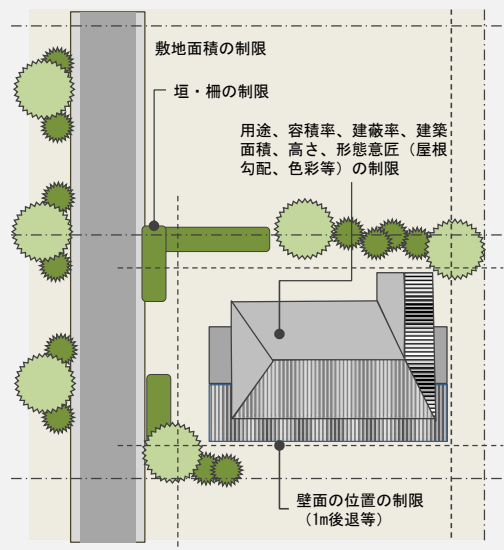 敷地面積の制限
垣・柵の制限
用途、容積率、建蔽率、建築
面積、高さ、形態意匠（屋根
勾配、色彩等）の制限
壁面の位置の制限
（1m後退等）